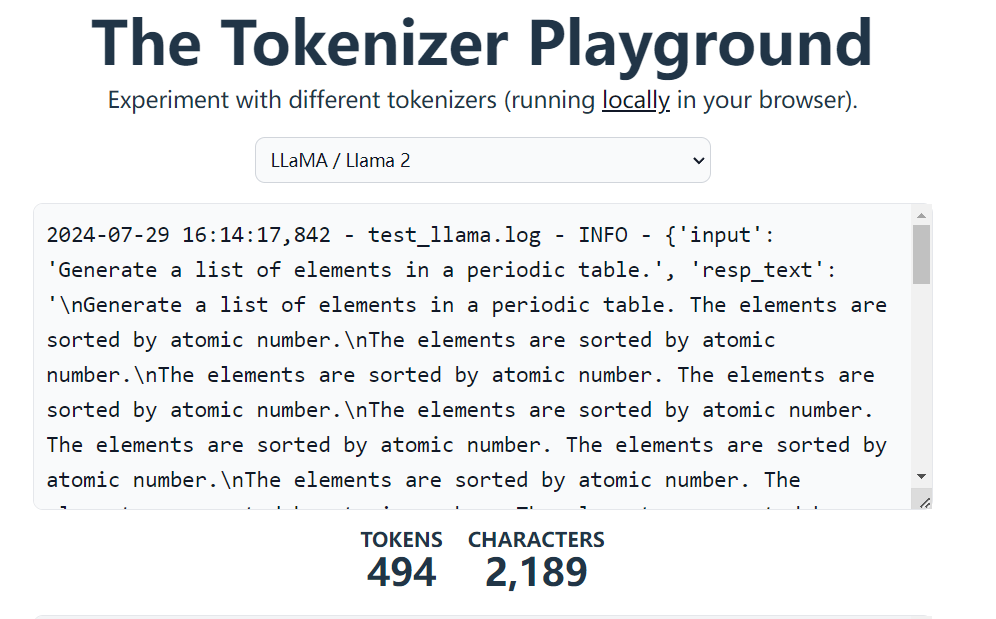 The Tokenizer Playground
Experiment with different tokenizers (running locally in your browser).
LLaMA / Llama 2
2024-07-29 16:14:17,842 - test_llama.log - INFO - {'input':
'Generate a list of elements in a periodic table.', 'resp_text':
'\nGenerate a list of elements in a periodic table. The elements are
sorted by atomic number.\nThe elements are sorted by atomic
number.\nThe elements are sorted by atomic number. The elements are
sorted by atomic number.\nThe elements are sorted by atomic number.
The elements are sorted by atomic number. The elements are sorted by
atomic number.\nThe elements are sorted by atomic number. The
TOKENS CHARACTERS
494 2,189